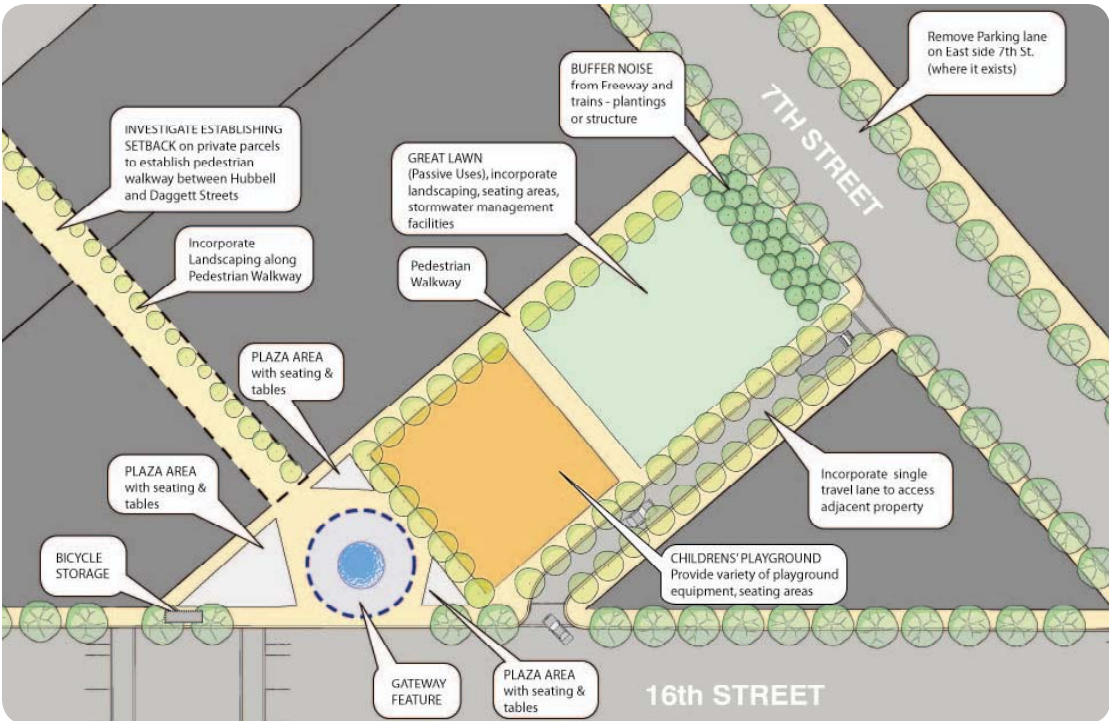 Remove Parking lane
on East side 7th St.
(where it exists)
BUFFER NOISE
from Freeway and
trains - plantings
or structure
7TH STREET
INVESTIGATE ESTABLISHING
SETBACK on private parcels
to establish pedestrian
walkway between Hubbell
and Daggett Streets
GREAT LAWN
(Passive Uses), incorporate
landscaping, seating areas,
stormwater management
facilities
Incorporate
Landscaping along
Pedestrian Walkway
Pedestrian
Walkway
PLAZA AREA
with seating &
tables
PLAZA AREA
with seating &
tables
Incorporate single
travel lane to access
adjacent property
BICYCLE
STORAGE
CHILDRENS' PLAYGROUND
Provide variety of playground
equipment, seating areas
GATEWAY
FEATURE
PLAZA AREA
with seating &
tables
16th STREET